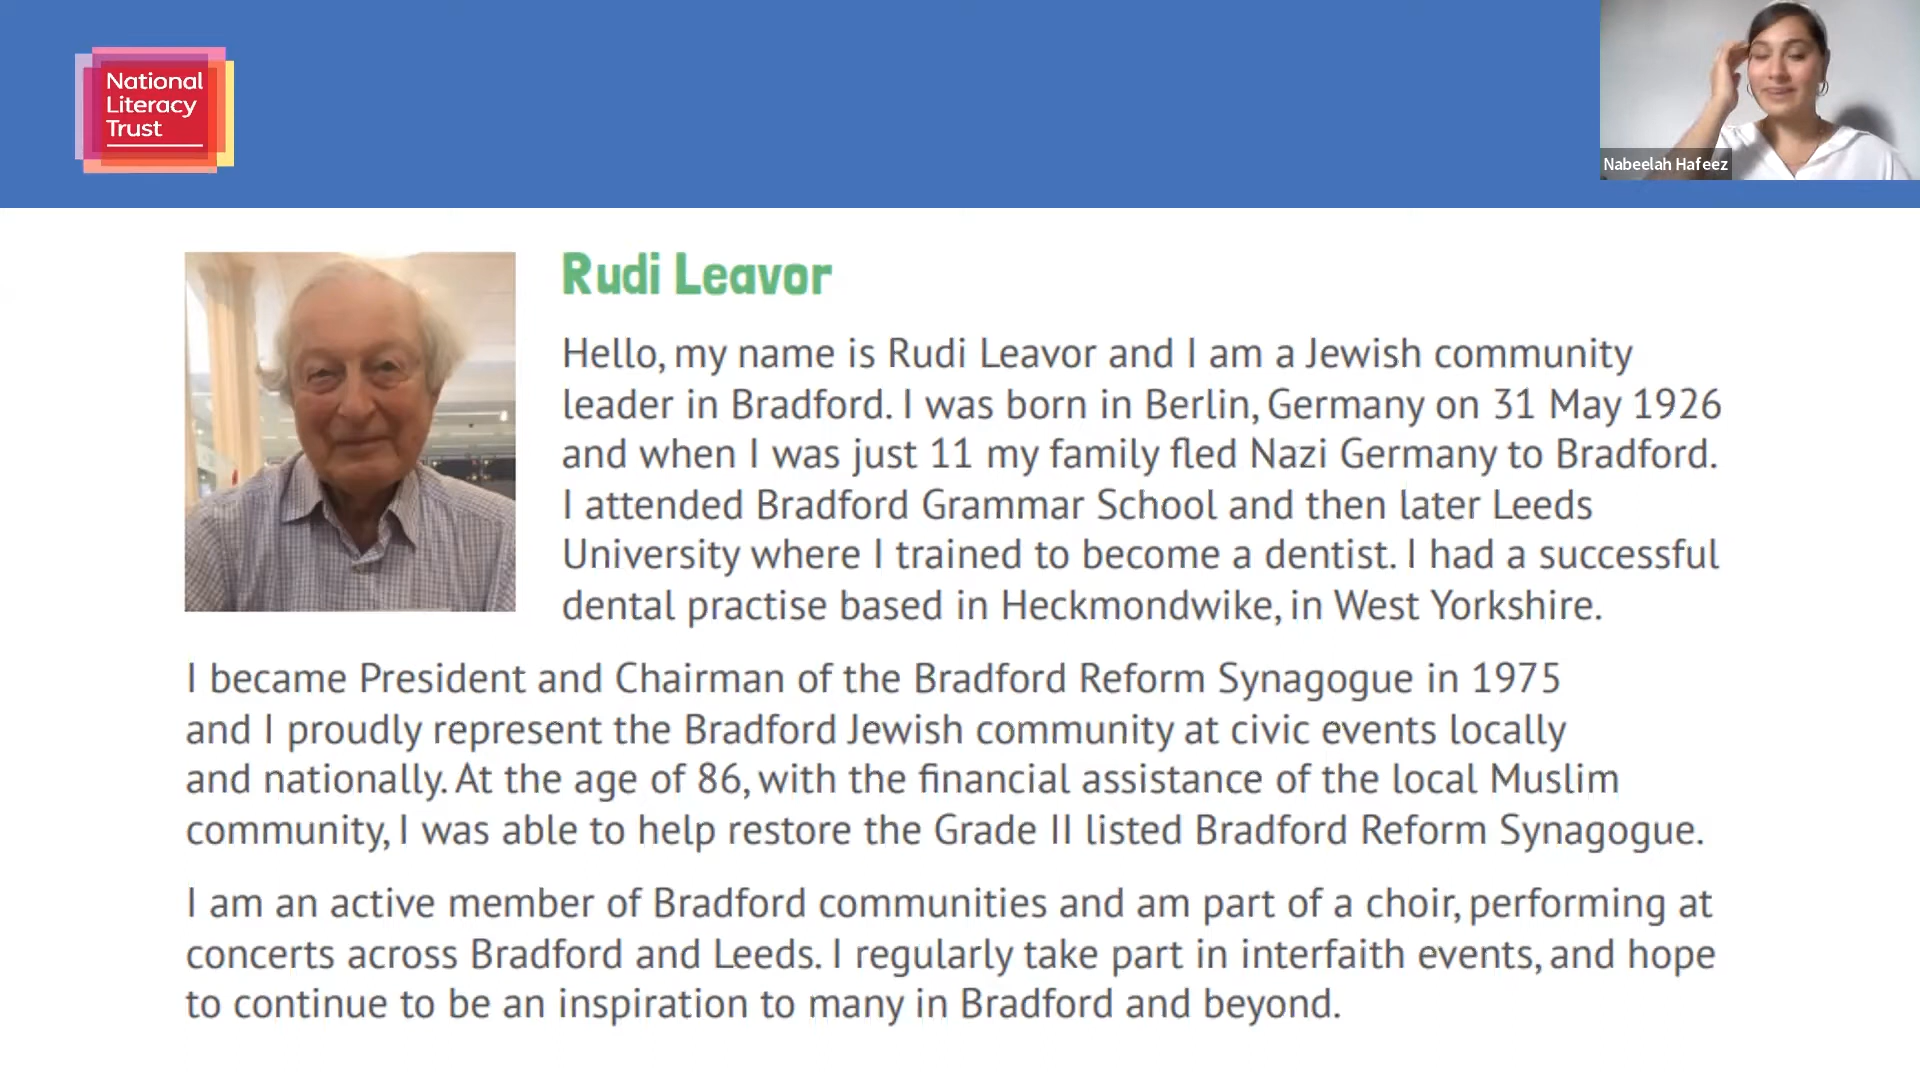 National
Literacy
Trust
Nabeelah Hafeez
Rudi Leavor
Hello, my name is Rudi Leavor and I am a Jewish community
leader in Bradford. I was born in Berlin, Germany on 31 May 1926
and when I was just 11 my family fled Nazi Germany to Bradford.
I attended Bradford Grammar School and then later Leeds
University where I trained to become a dentist. I had a successful
dental practise based in Heckmondwike, in West Yorkshire.
I became President and Chairman of the Bradford Reform Synagogue in 1975
and I proudly represent the Bradford Jewish community at civic events locally
and nationally. At the age of 86, with the financial assistance of the local Muslim
community, I was able to help restore the Grade II listed Bradford Reform Synagogue.
I am an active member of Bradford communities and am part of a choir, performing at
concerts across Bradford and Leeds. I regularly take part in interfaith events, and hope
to continue to be an inspiration to many in Bradford and beyond.